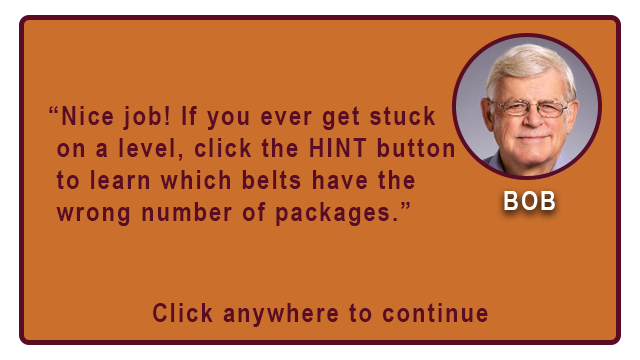 “Nice job! If you ever get stuck
on a level, click the HINT button
to learn which belts have the
wrong number of packages.”
BOB
Click anywhere to continue